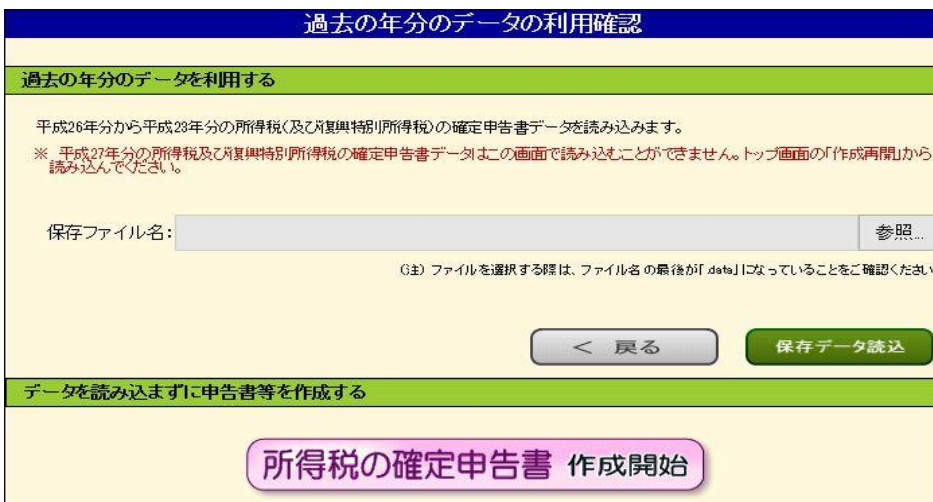 過去の年分のデータの利用確認
過去の年分のデータを利用する
平成26年分から平成23年分の所得税(及び復興特別所得税)の確定申告書データを読み込みます。
※ 平成27年分の所得税及び復興特別所得税の確定申告書データはこの画面で読み込むことができません。トップ画面の「作成再開」から
読み込んでください。
保存ファイル名:
参照...
(注) ファイルを選択する際は、ファイル名の最後が「.data」になっていることをご確認ください
< 戻る
保存データ読込
データを読み込まずに申告書等を作成する
所得税の確定申告書 作成開始